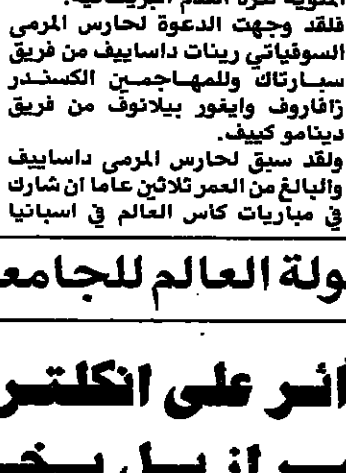 فلقد وجهت الدعوة لحارس المرمى
السوفياتي رينات داساييف من فريق
سبارتاك وللمهاجمين الكسندر
زافاروف وايغور بيلانوف من فريق
دينامو كييف.
ولقد سبق لحارس المرمى داساييف
والبالغ من العمر ثلاثين عاما ان شارك
في مباريات كاس العالم في اسبانيا
ولة العالم للجامع
ائر على انكلتر